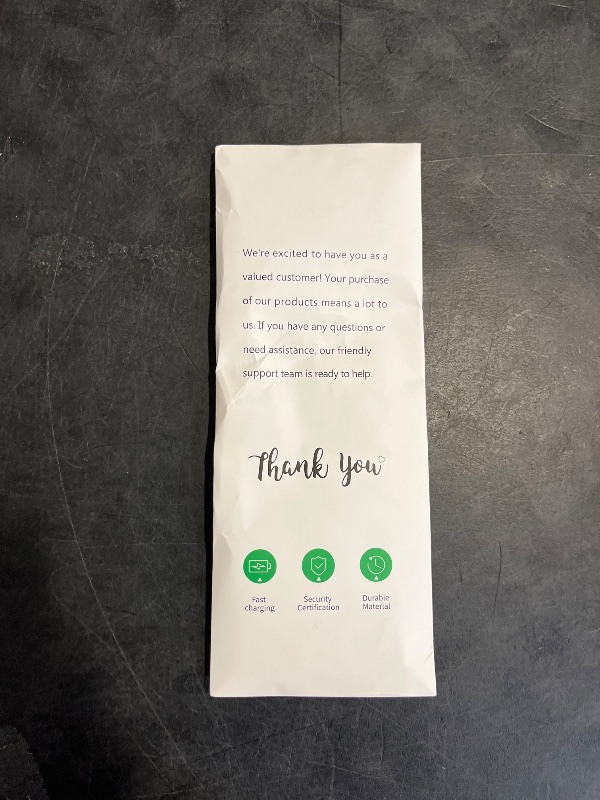 We're excited to have you as a
valued customer! Your purchase
of our products means a lot to
us. If you have any questions or
need assistance, our friendly
support team is ready to help.
Thank You
Fast
charging
Security
Certification
Durable
Material